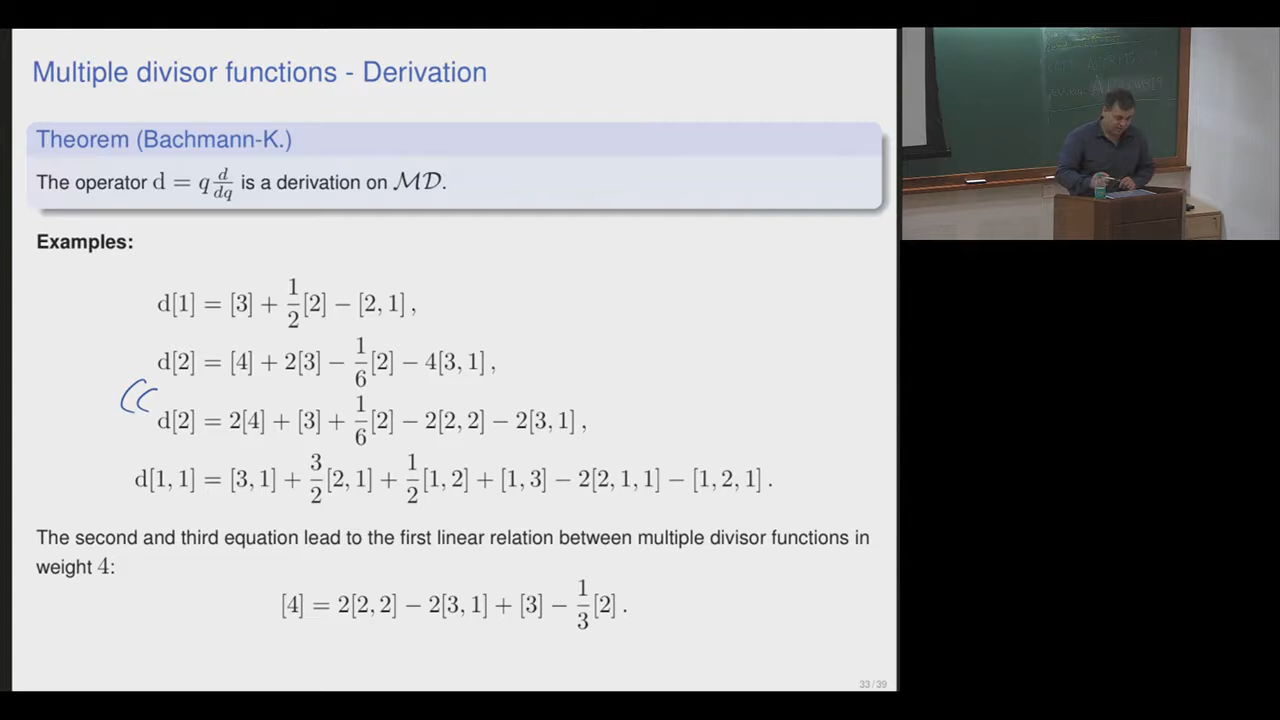 Multiple divisor functions - Derivation
Theorem (Bachmann-K.)
The operator d = q d/dq is a derivation on ℳ𝒟.
Examples:
d[1] = [3] + 1/2[2] − [2, 1] ,
d[2] = [4] + 2[3] − 1/6[2] − 4[3, 1] ,
d[2] = 2[4] + [3] + 1/6[2] − 2[2, 2] − 2[3, 1] ,
d[1, 1] = [3, 1] + 3/2[2, 1] + 1/2[1, 2] + [1, 3] − 2[2, 1, 1] − [1, 2, 1] .
The second and third equation lead to the first linear relation between multiple divisor functions in
weight 4:
[4] = 2[2, 2] − 2[3, 1] + [3] − 1/3[2] .
33 / 39